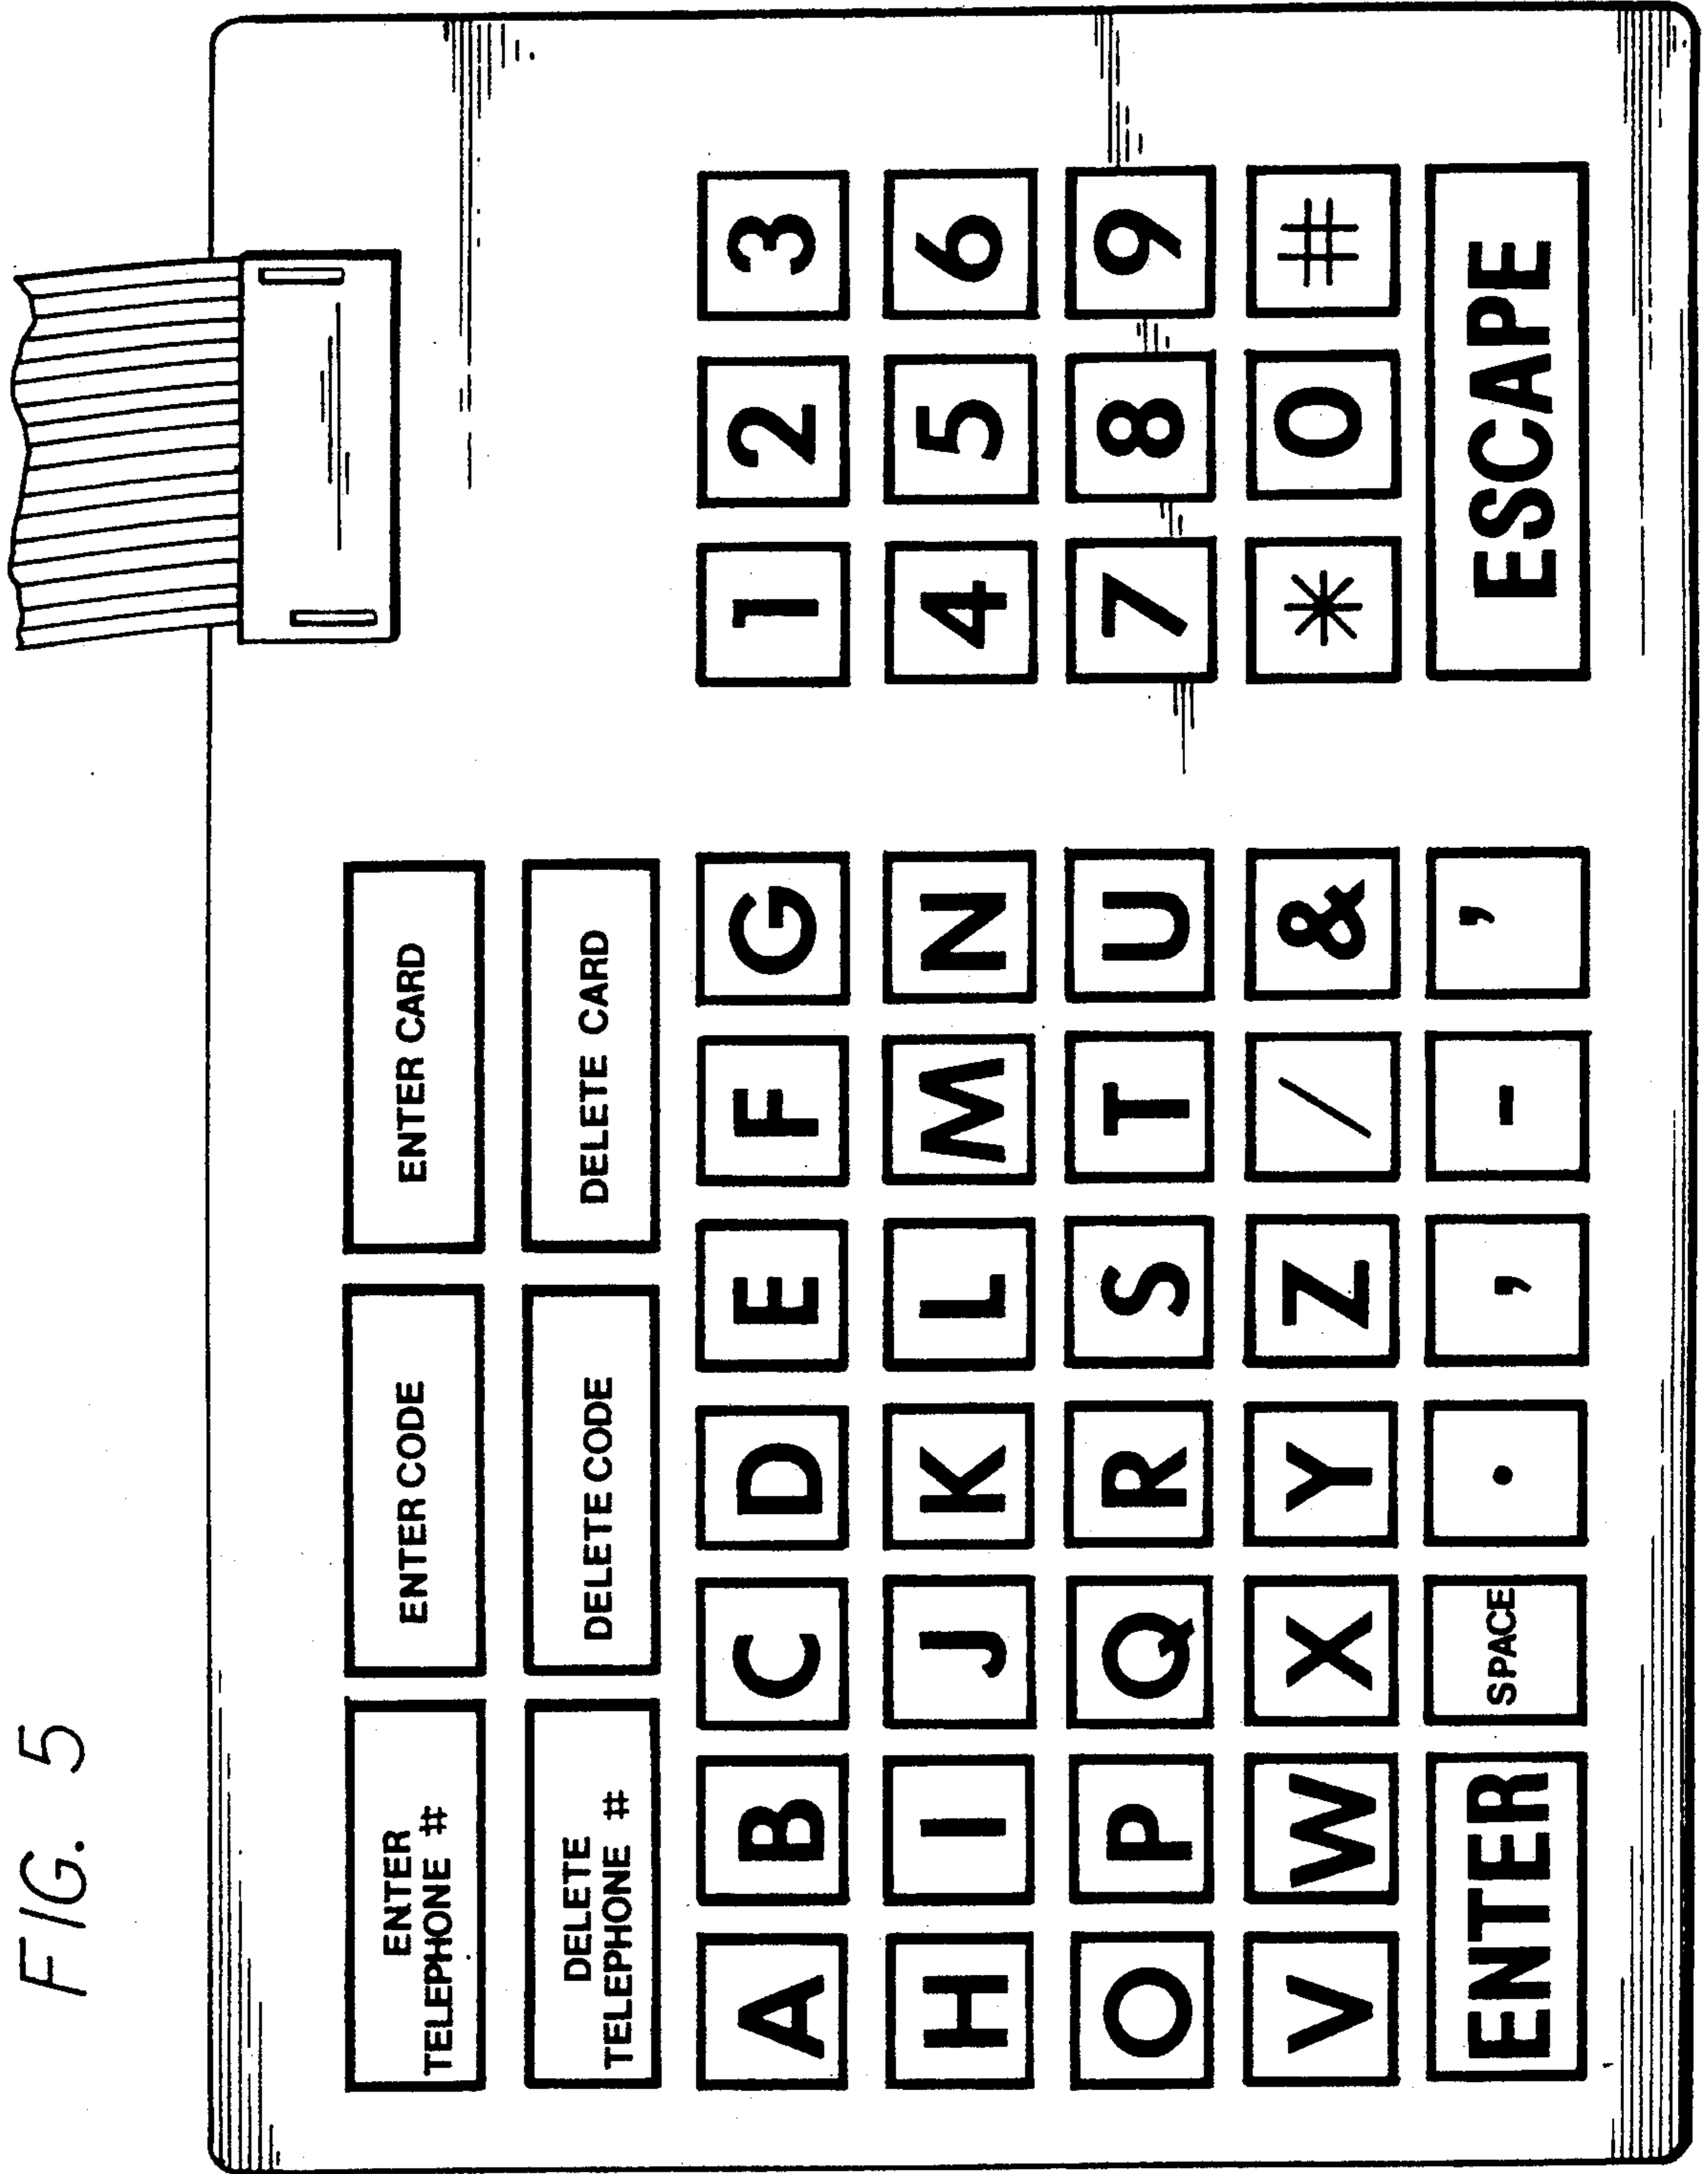 FIG. 5
ENTER
TELEPHONE #
ENTER CODE
ENTER CARD
DELETE
TELEPHONE #
DELETE CODE
DELETE CARD
A B C D E F G 1 2 3
H I J K L M N 4 5 6
O P Q R S T U 7 8 9
V W X Y Z / & * 0 #
ENTER SPACE . , - ' ESCAPE